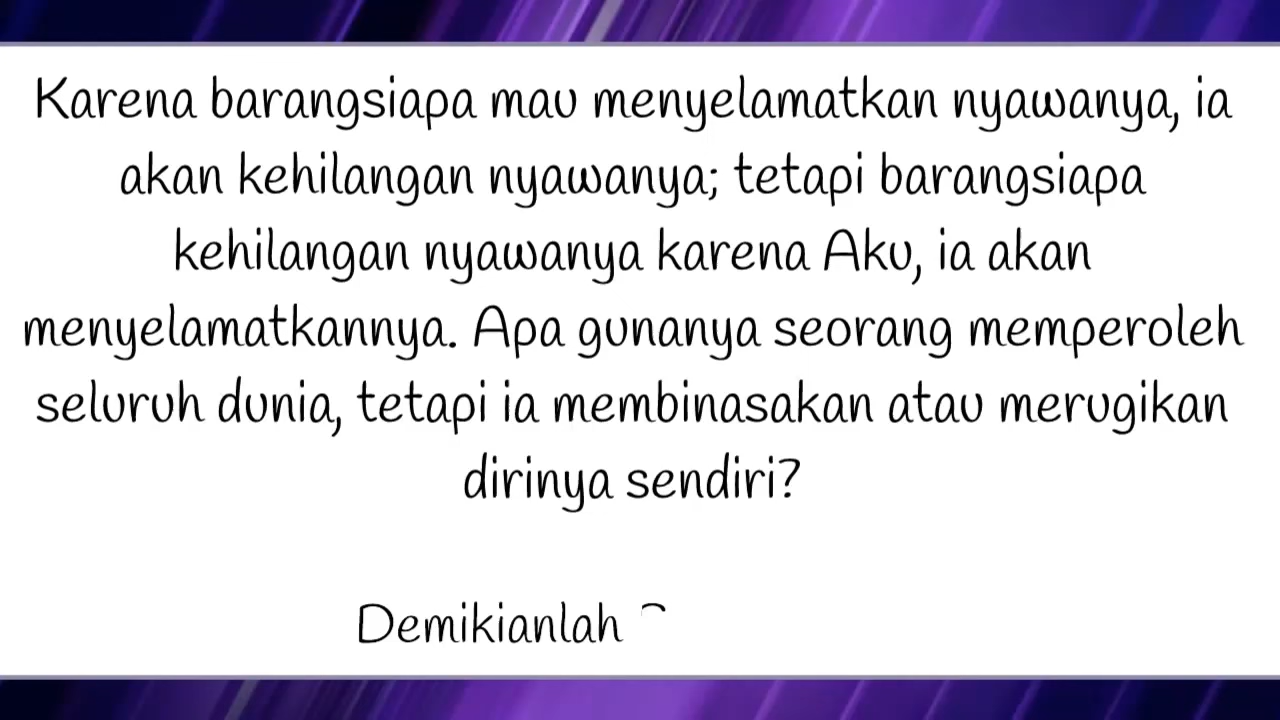 Karena barangsiapa mau menyelamatkan nyawanya, ia
akan kehilangan nyawanya; tetapi barangsiapa
kehilangan nyawanya karena Aku, ia akan
menyelamatkannya. Apa gunanya seorang memperoleh
seluruh dunia, tetapi ia membinasakan atau merugikan
dirinya sendiri?
Demikianlah